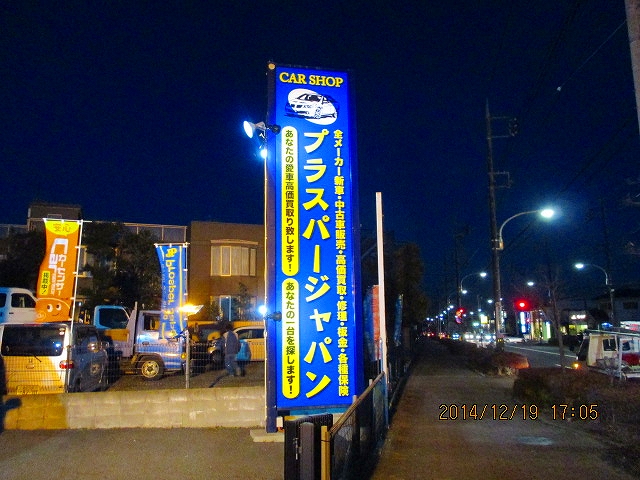 CAR SHOP
全メーカー新車・中古車販売・高価買取・修理・板金・各種保険
プラスパージャパン
あなたの愛車高価買取り致します!
あなたの一台を探します!
安心
2014/12/19 17:05